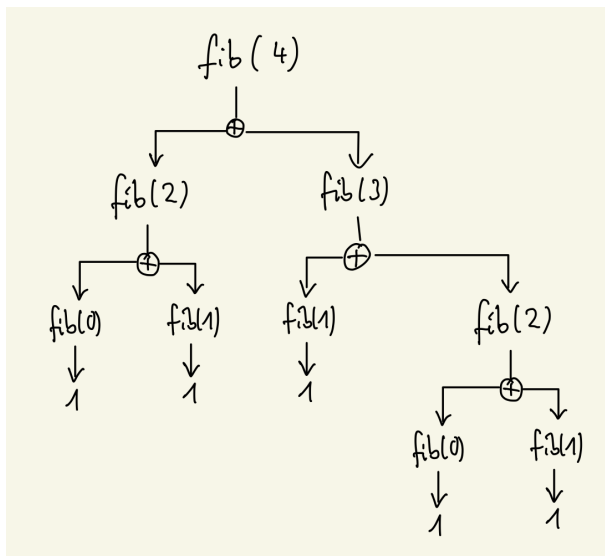 fib(4)
fib(2) fib(3)
fib(0) fib(1) fib(1) fib(2)
1 1 1
fib(0) fib(1)
1 1